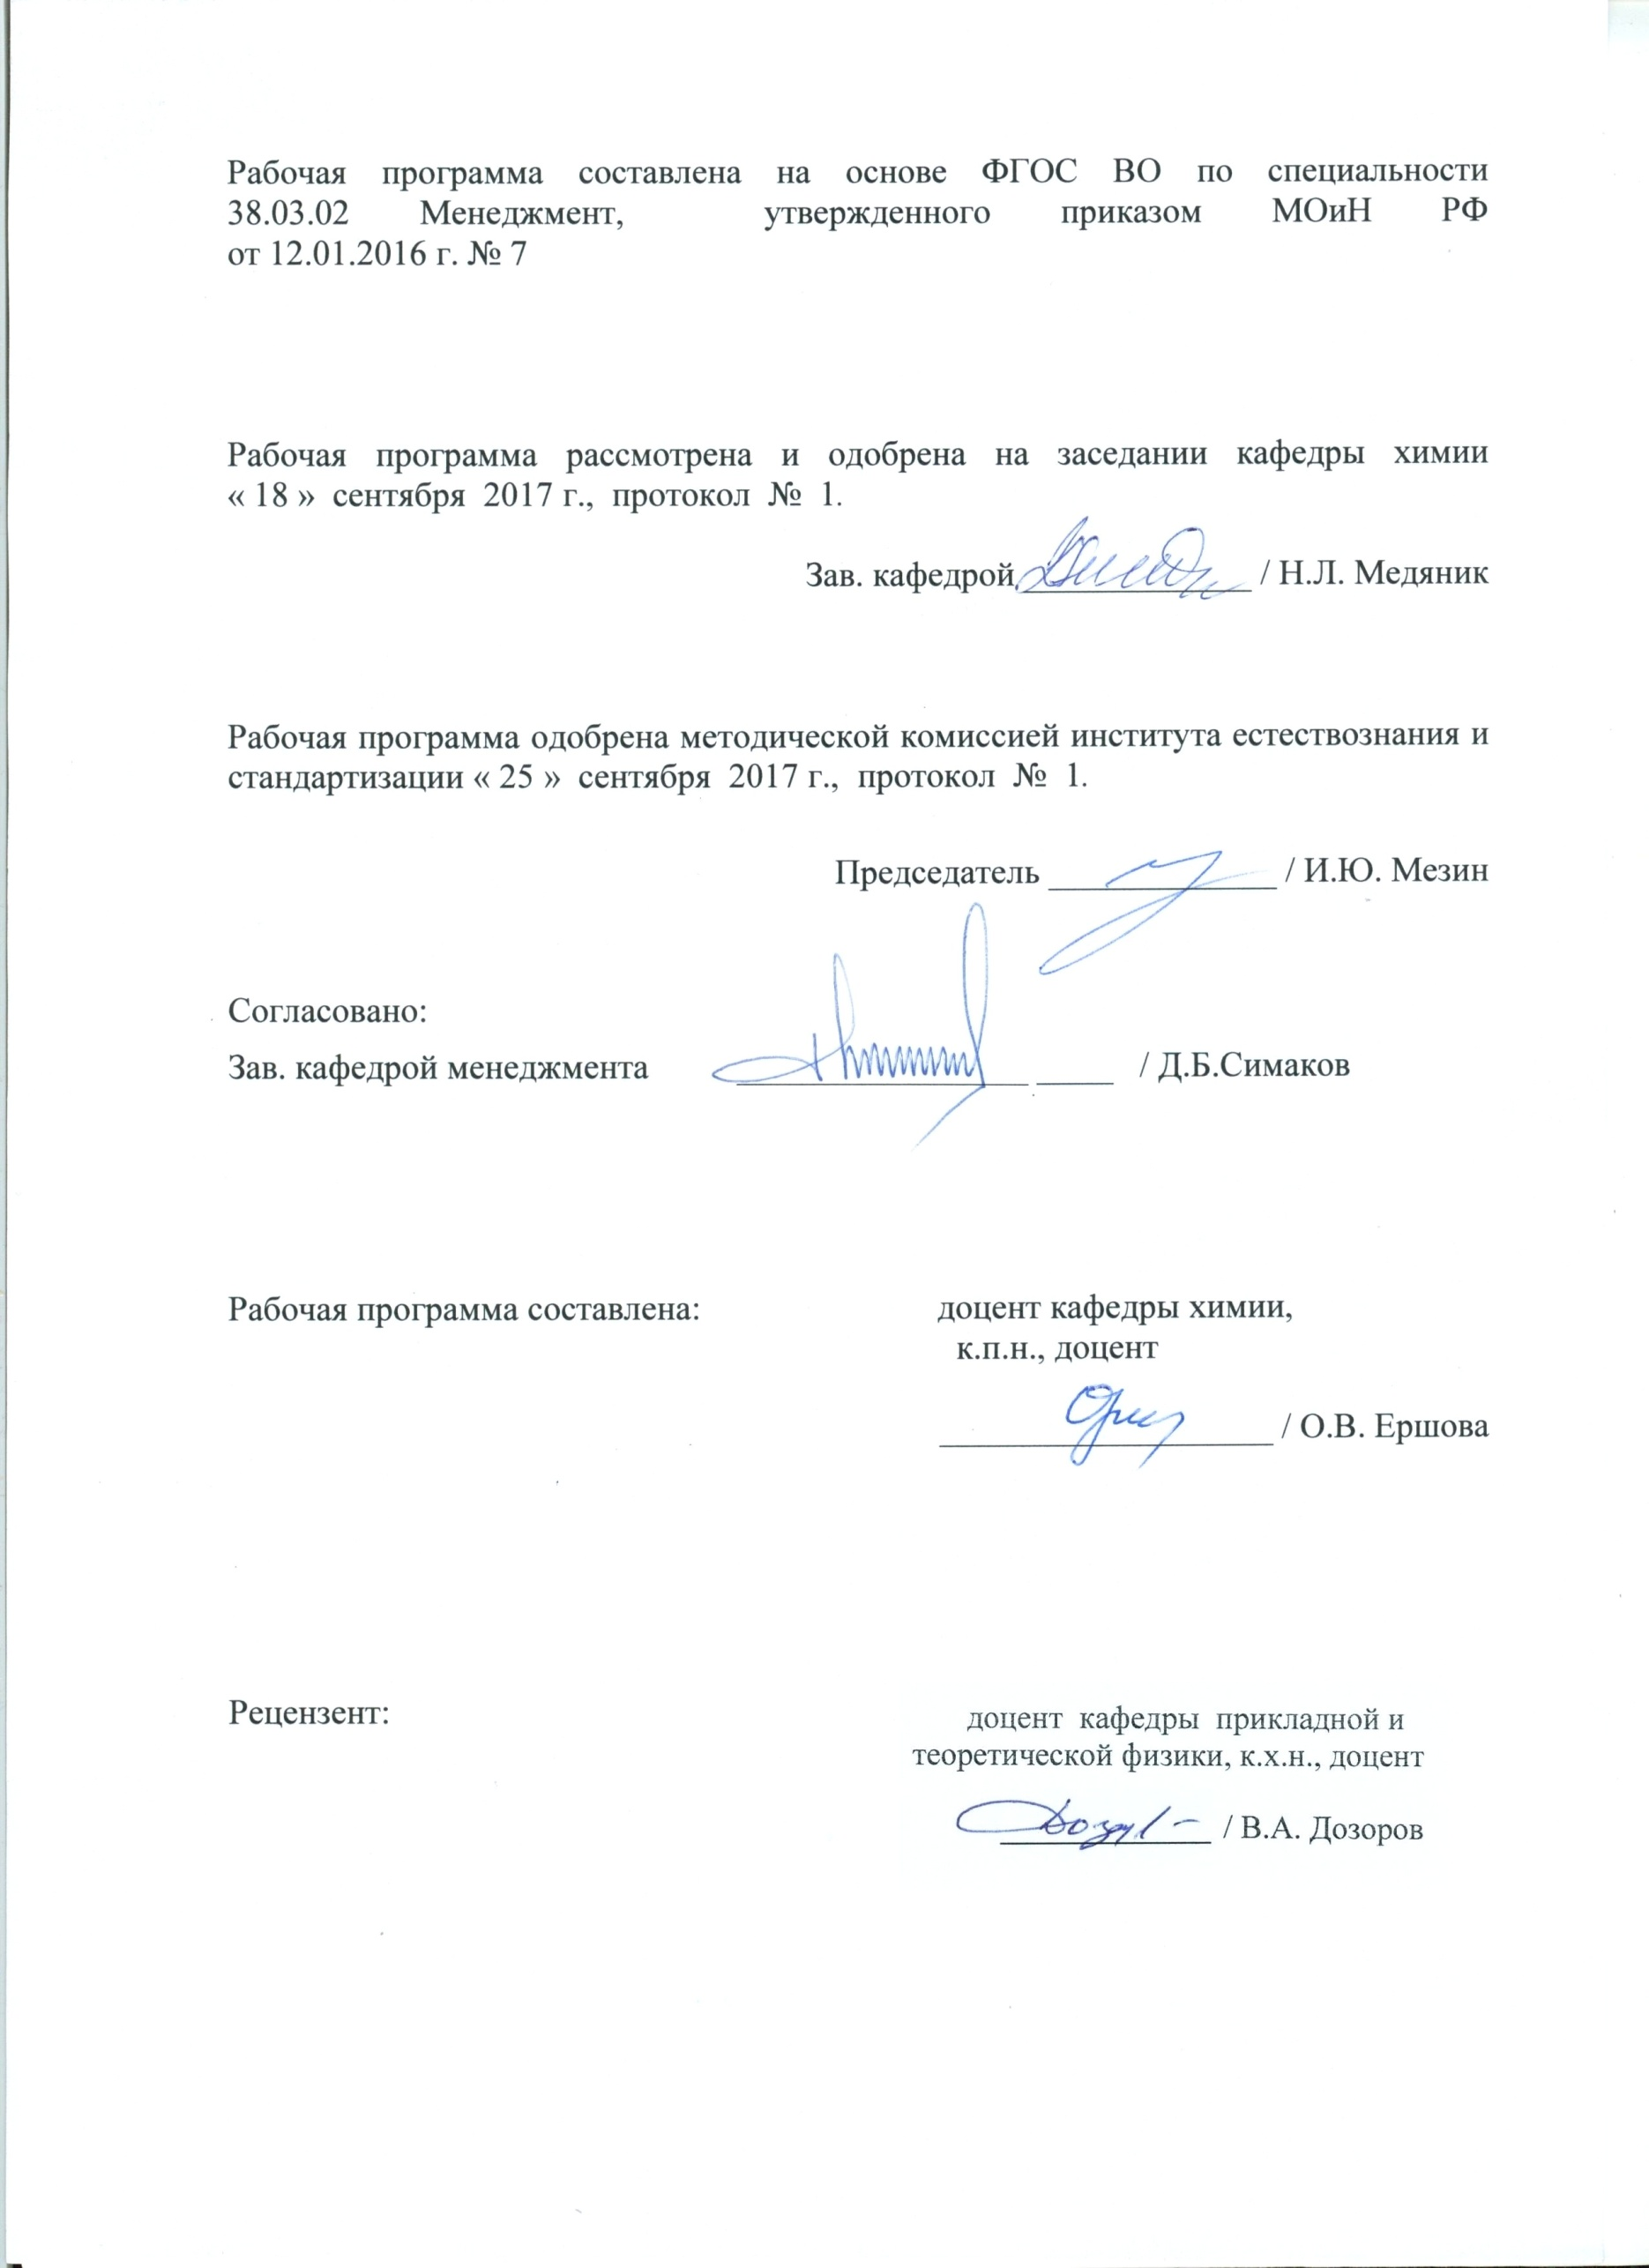 Рабочая программа составлена на основе ФГОС ВО по специальности
38.03.02 Менеджмент, утвержденного приказом МОиН РФ
от 12.01.2016 г. № 7
Рабочая программа рассмотрена и одобрена на заседании кафедры химии
« 18 » сентября 2017 г., протокол № 1.
Зав. кафедрой / Н.Л. Медяник
Рабочая программа одобрена методической комиссией института естествознания и
стандартизации « 25 » сентября 2017 г., протокол № 1.
Председатель / И.Ю. Мезин
Согласовано:
Зав. кафедрой менеджмента / Д.Б.Симаков
Рабочая программа составлена: доцент кафедры химии,
к.п.н., доцент
/ О.В. Ершова
Рецензент: доцент кафедры прикладной и
теоретической физики, к.х.н., доцент
/ В.А. Дозоров